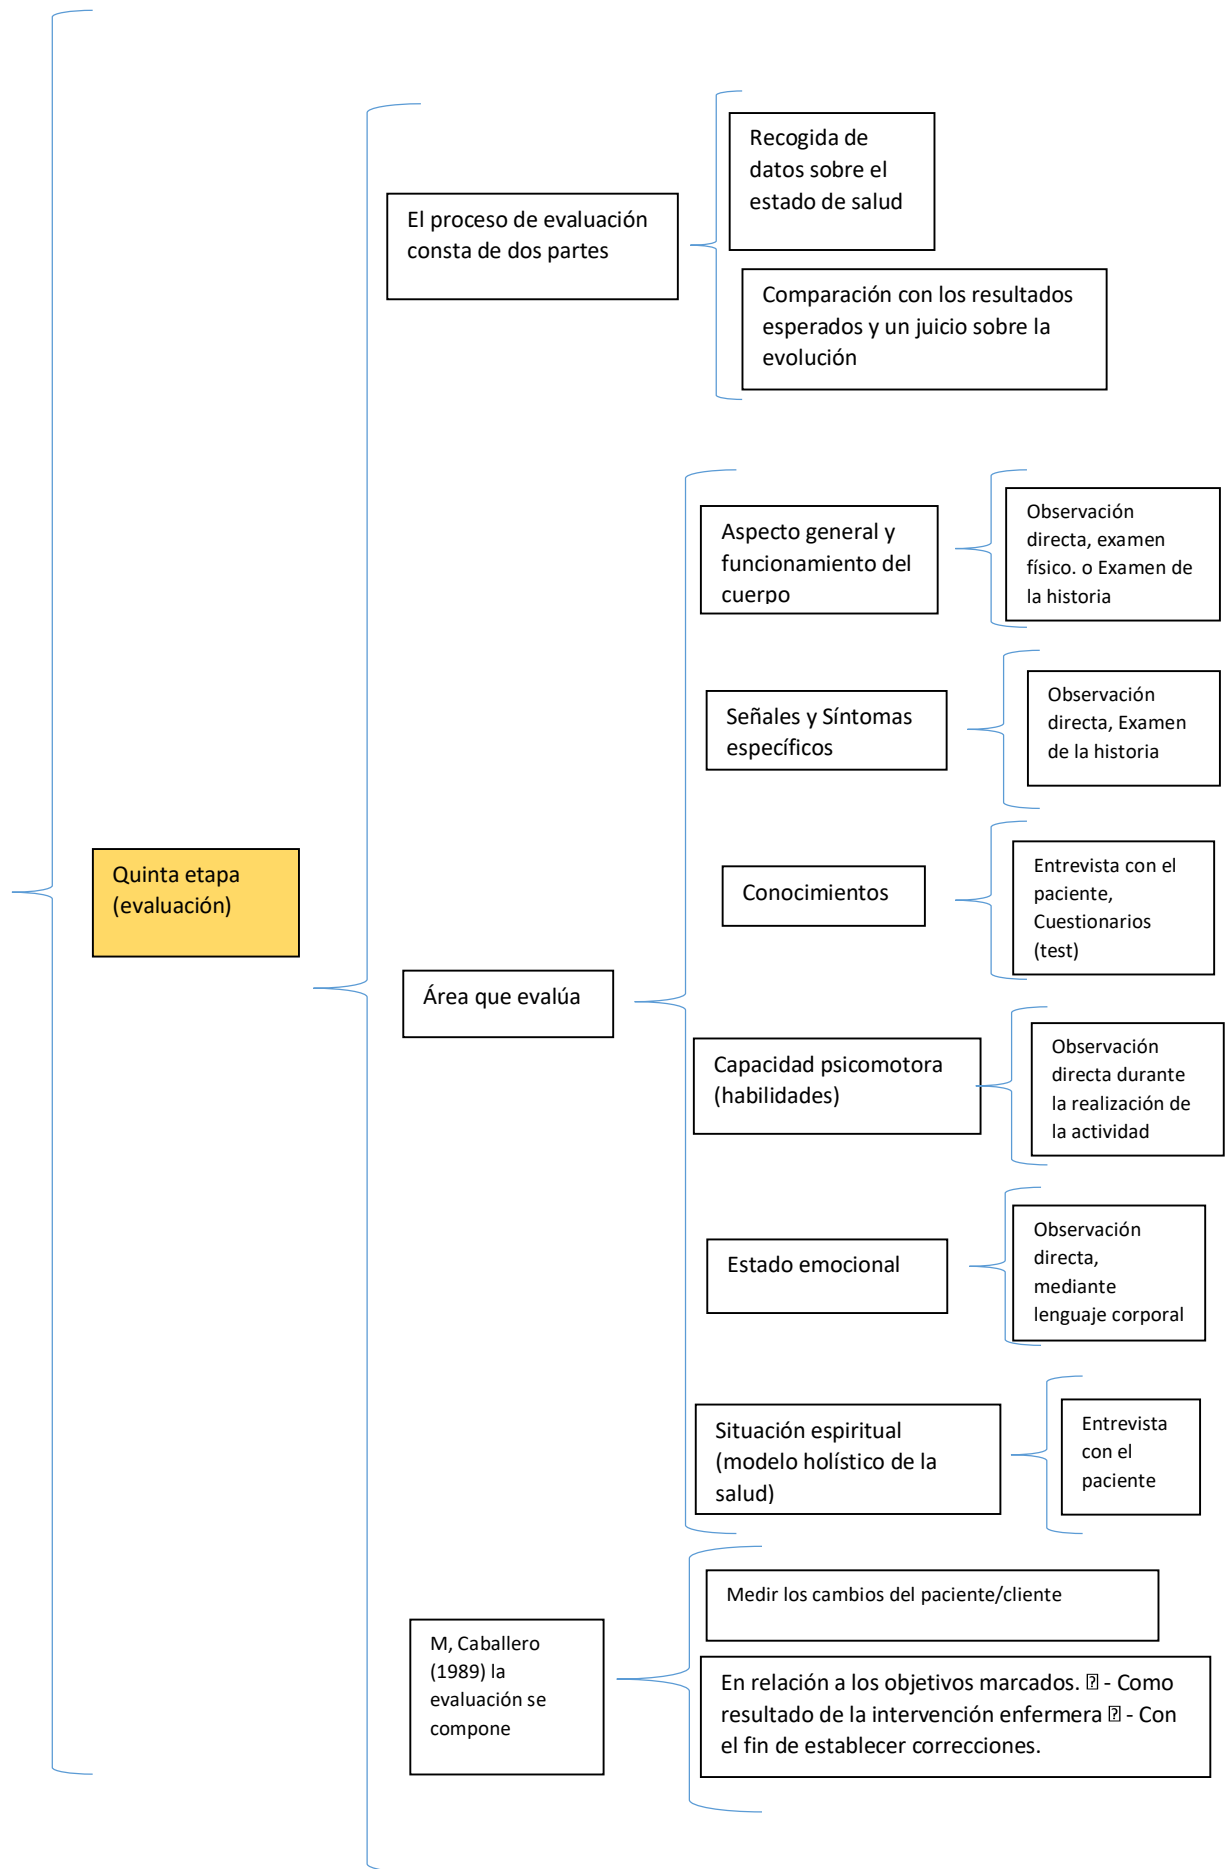 Quinta etapa
(evaluación)
El proceso de evaluación
consta de dos partes
Recogida de
datos sobre el
estado de salud
Comparación con los resultados
esperados y un juicio sobre la
evolución
Área que evalúa
Aspecto general y
funcionamiento del
cuerpo
Observación
directa, examen
físico. o Examen de
la historia
Señales y Síntomas
específicos
Observación
directa, Examen
de la historia
Conocimientos
Entrevista con el
paciente,
Cuestionarios
(test)
Capacidad psicomotora
(habilidades)
Observación
directa durante
la realización de
la actividad
Estado emocional
Observación
directa,
mediante
lenguaje corporal
Situación espiritual
(modelo holístico de la
salud)
Entrevista
con el
paciente
M, Caballero
(1989) la
evaluación se
compone
Medir los cambios del paciente/cliente
En relación a los objetivos marcados. ⍰ - Como
resultado de la intervención enfermera ⍰ - Con
el fin de establecer correcciones.